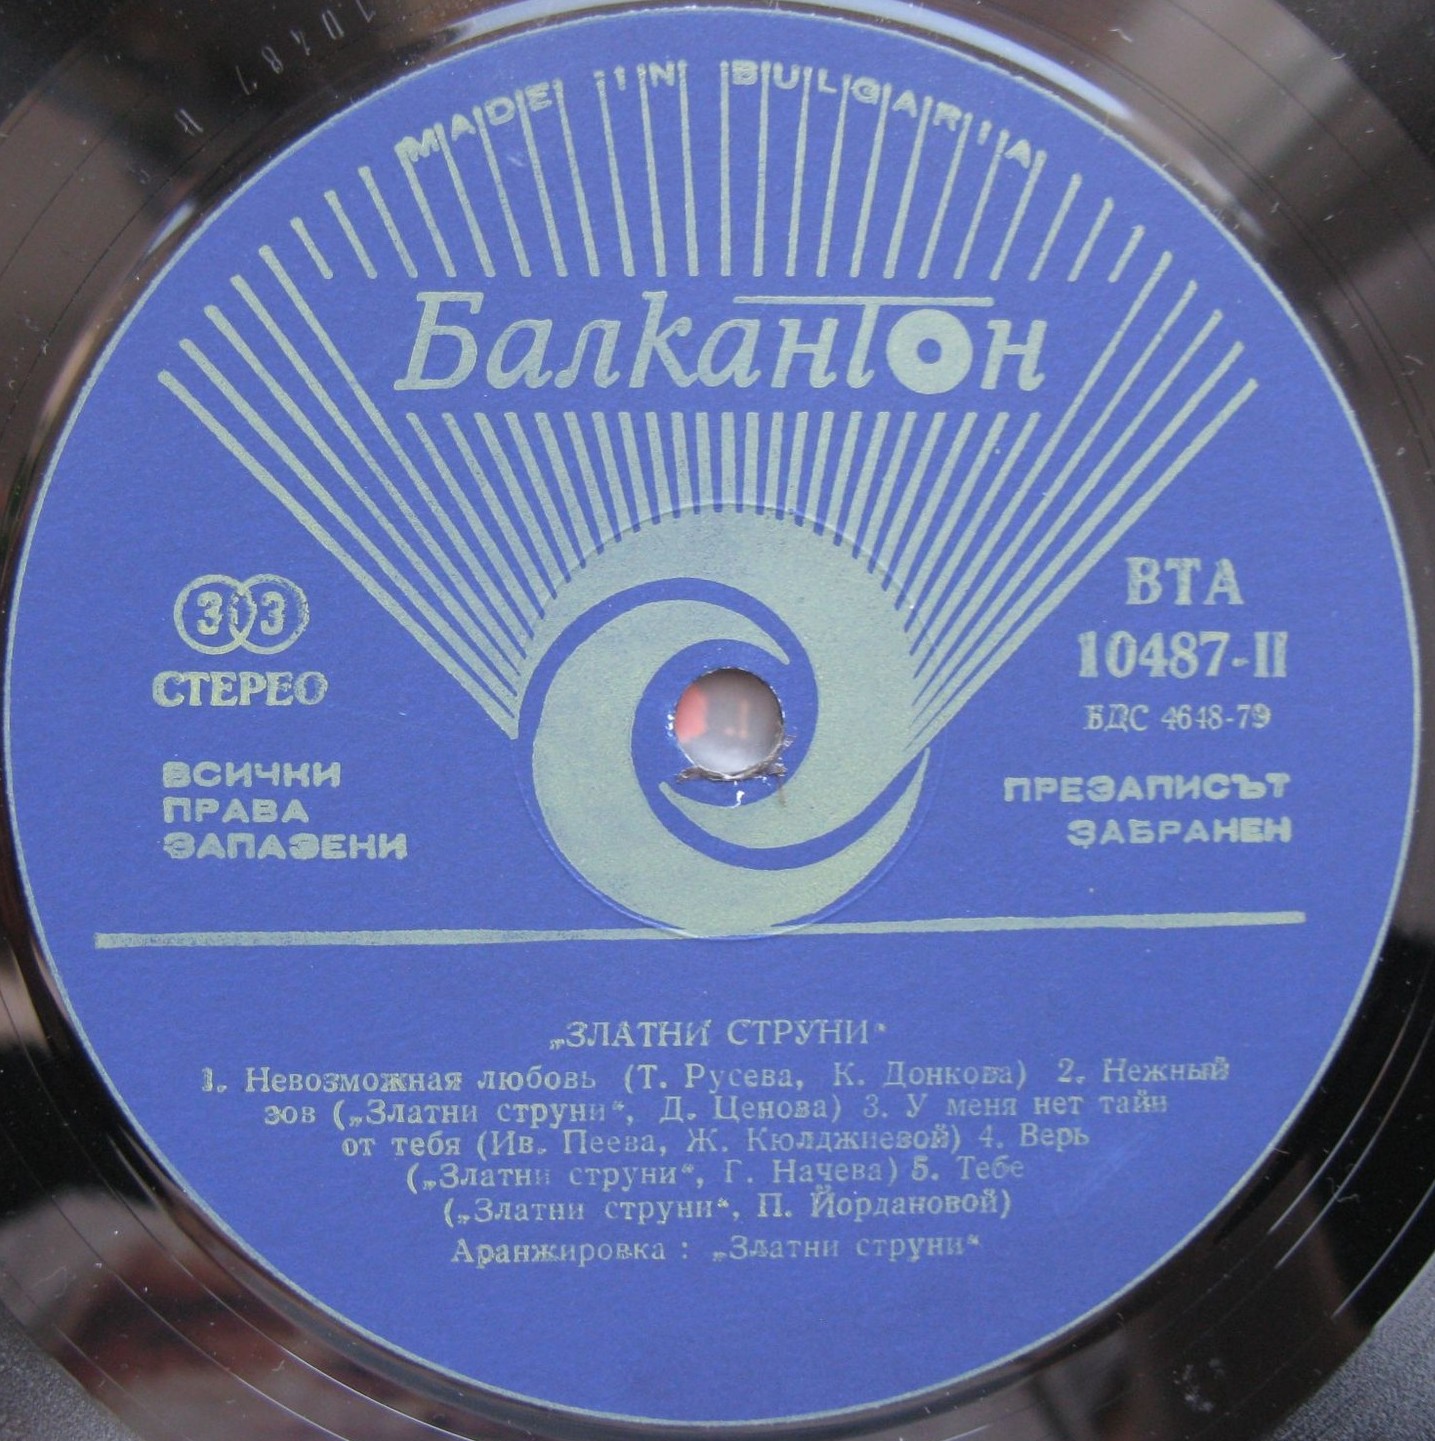 MADE IN BULGARIA
Балкантон
33
СТЕРЕО
ВСИЧКИ
ПРАВА
ЗАПАЗЕНИ
ВТА
10487-II
БДС 4648-79
ПРЕЗАПИСЪТ
ЗАБРАНЕН
„ЗЛАТНИ СТРУНИ“
1. Невозможная любовь (Т. Русева, К. Донкова) 2. Нежный
зов („Златни струни“, Д. Ценова) 3. У меня нет тайн
от тебя (Ив. Пеева, Ж. Кюлджиевой) 4. Верь
(„Златни струни“, Г. Начева) 5. Тебе
(„Златни струни“, П. Йордановой)
Аранжировка : „Златни струни“